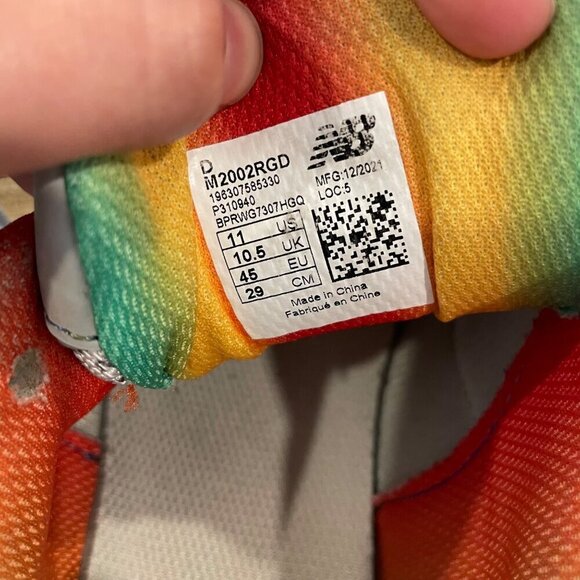 D
M2002RGD
196307585330
P310940
BPRWG7307HGQ
NB
MFG:12/2021
LOC:5
11 US
10.5 UK
45 EU
29 CM
Made in China
Fabriqué en Chine